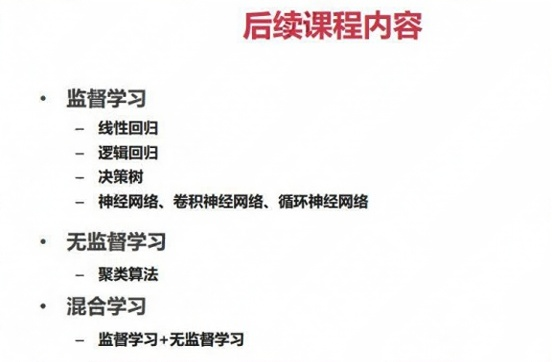 后续课程内容
• 监督学习
– 线性回归
– 逻辑回归
– 决策树
– 神经网络、卷积神经网络、循环神经网络
• 无监督学习
– 聚类算法
• 混合学习
– 监督学习+无监督学习